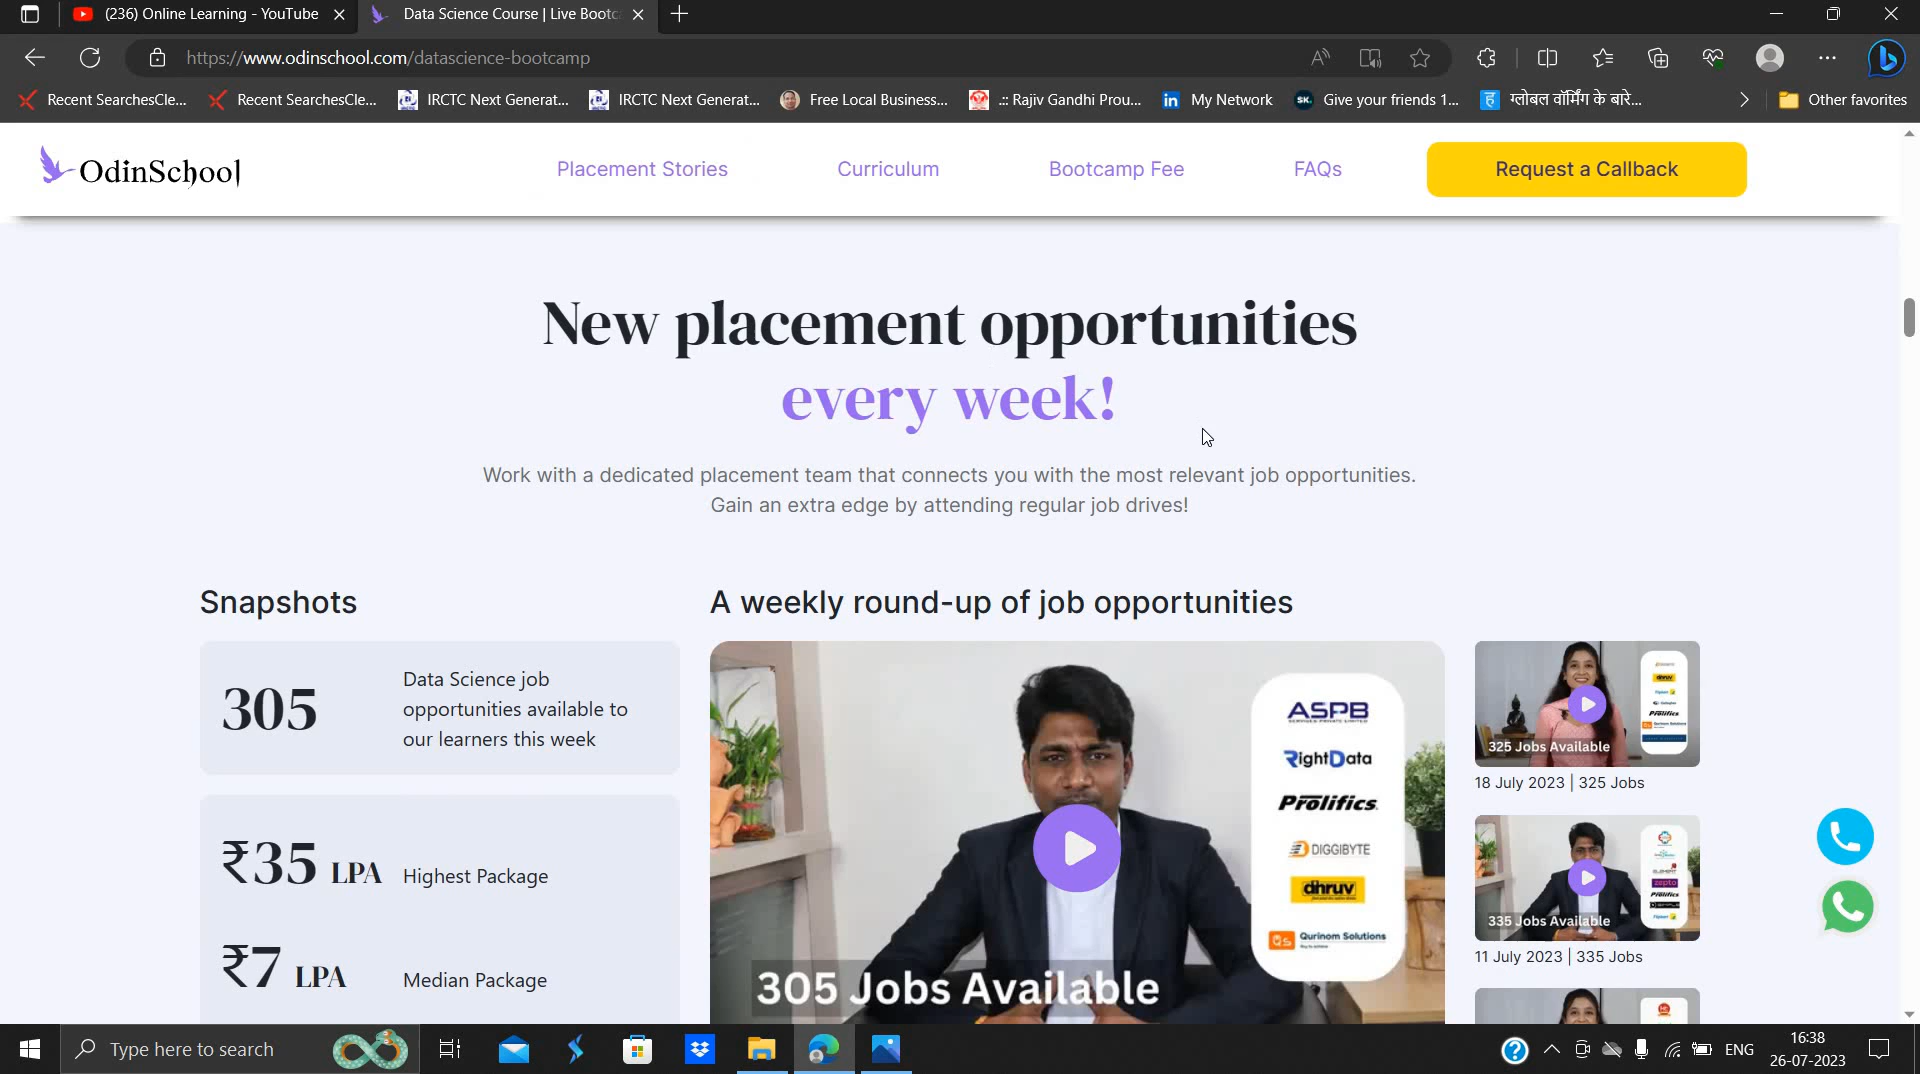 (236) Online Learning - YouTube
Data Science Course | Live Bootc
https://www.odinschool.com/datascience-bootcamp
Recent SearchesCle...
Recent SearchesCle...
IRCTC Next Generat...
IRCTC Next Generat...
Free Local Business...
.:: Rajiv Gandhi Prou...
in
My Network
SK.
Give your friends 1...
ह
ग्लोबल वॉर्मिंग के बारे...
Other favorites
OdinSchool
Placement Stories
Curriculum
Bootcamp Fee
FAQs
Request a Callback
New placement opportunities
every week!
Work with a dedicated placement team that connects you with the most relevant job opportunities.
Gain an extra edge by attending regular job drives!
Snapshots
305
Data Science job
opportunities available to
our learners this week
₹35 LPA
Highest Package
₹7 LPA
Median Package
A weekly round-up of job opportunities
ASPB
RightData
Prolifics
DIGGIBYTE
dhruv
QS
Qurinom Solutions
305 Jobs Available
dhruv
Prolifics
325 Jobs Available
18 July 2023 | 325 Jobs
zepto
Prolifics
335 Jobs Available
11 July 2023 | 335 Jobs
Type here to search
ENG
16:38
26-07-2023